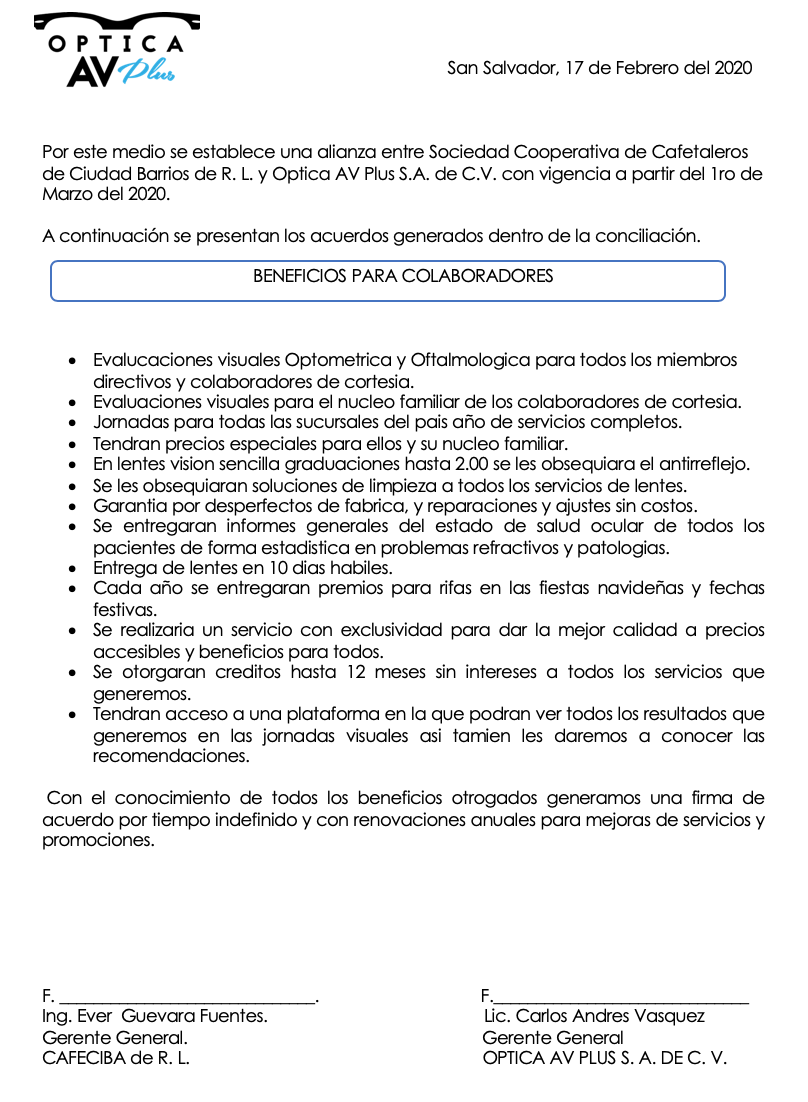 OPTICA
AV Plus
San Salvador, 17 de Febrero del 2020
Por este medio se establece una alianza entre Sociedad Cooperativa de Cafetaleros
de Ciudad Barrios de R. L. y Optica AV Plus S.A. de C.V. con vigencia a partir del 1ro de
Marzo del 2020.
A continuación se presentan los acuerdos generados dentro de la conciliación.
BENEFICIOS PARA COLABORADORES
• Evalucaciones visuales Optometrica y Oftalmologica para todos los miembros
directivos y colaboradores de cortesia.
• Evaluaciones visuales para el nucleo familiar de los colaboradores de cortesia.
• Jornadas para todas las sucursales del pais año de servicios completos.
• Tendran precios especiales para ellos y su nucleo familiar.
• En lentes vision sencilla graduaciones hasta 2.00 se les obsequiara el antirreflejo.
• Se les obsequiaran soluciones de limpieza a todos los servicios de lentes.
• Garantia por desperfectos de fabrica, y reparaciones y ajustes sin costos.
• Se entregaran informes generales del estado de salud ocular de todos los
pacientes de forma estadistica en problemas refractivos y patologias.
• Entrega de lentes en 10 dias habiles.
• Cada año se entregaran premios para rifas en las fiestas navideñas y fechas
festivas.
• Se realizaria un servicio con exclusividad para dar la mejor calidad a precios
accesibles y beneficios para todos.
• Se otorgaran creditos hasta 12 meses sin intereses a todos los servicios que
generemos.
• Tendran acceso a una plataforma en la que podran ver todos los resultados que
generemos en las jornadas visuales asi tamien les daremos a conocer las
recomendaciones.
Con el conocimiento de todos los beneficios otrogados generamos una firma de
acuerdo por tiempo indefinido y con renovaciones anuales para mejoras de servicios y
promociones.
F. ______________________________. F.______________________________
Ing. Ever Guevara Fuentes. Lic. Carlos Andres Vasquez
Gerente General. Gerente General
CAFECIBA de R. L. OPTICA AV PLUS S. A. DE C. V.